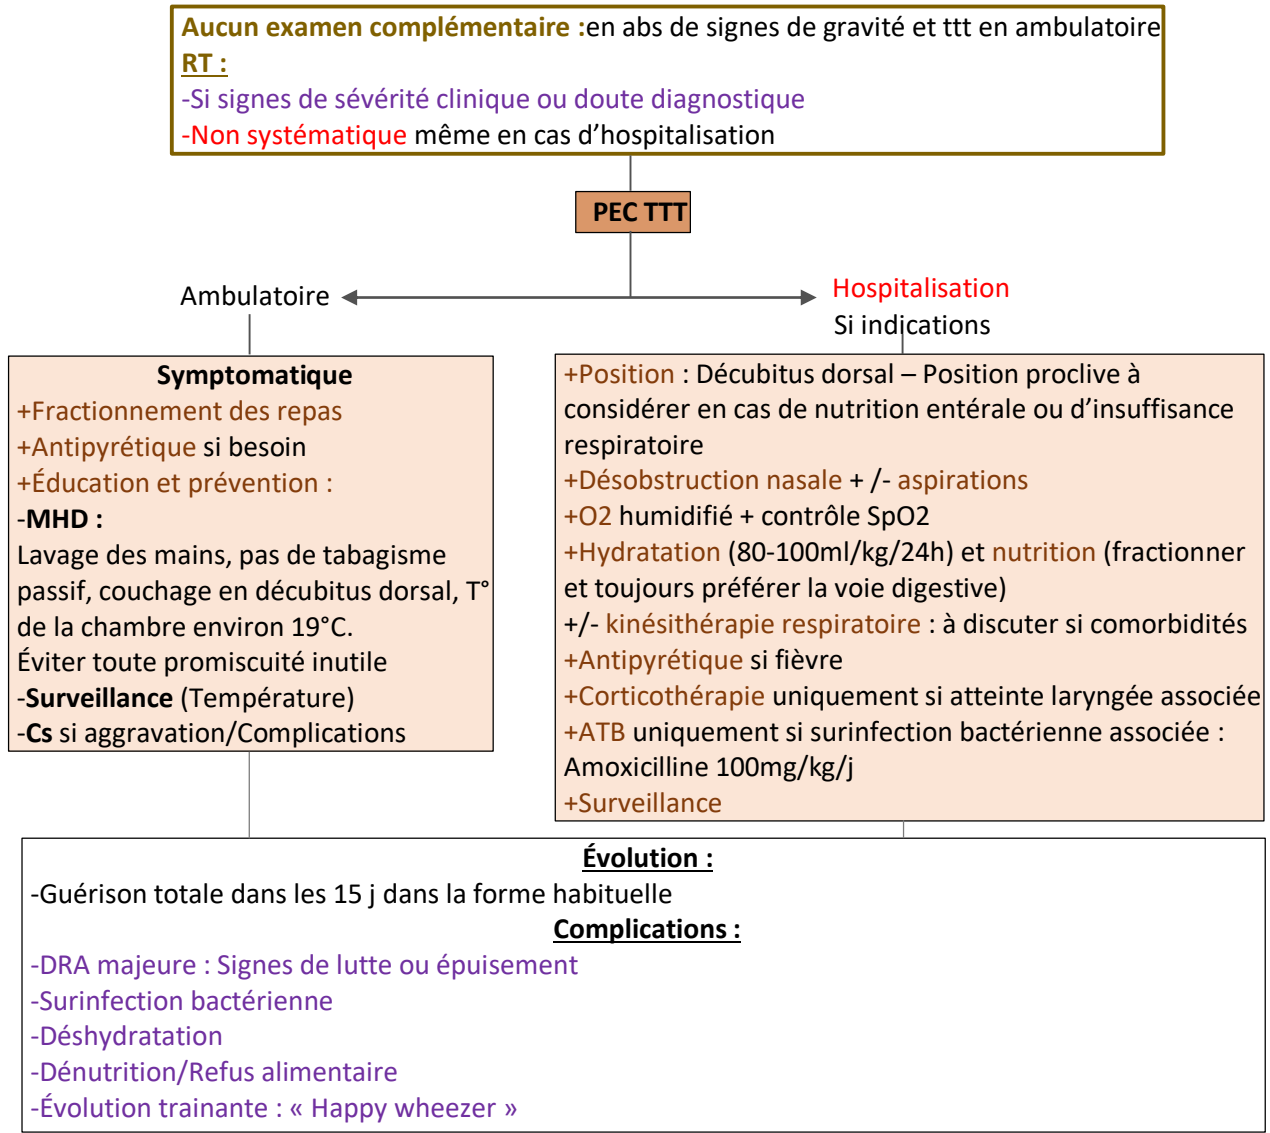 Aucun examen complémentaire :en abs de signes de gravité et ttt en ambulatoire
RT :
-Si signes de sévérité clinique ou doute diagnostique
-Non systématique même en cas d’hospitalisation
PEC TTT
Ambulatoire
Hospitalisation
Si indications
Symptomatique
+Fractionnement des repas
+Antipyrétique si besoin
+Éducation et prévention :
-MHD :
Lavage des mains, pas de tabagisme
passif, couchage en décubitus dorsal, T°
de la chambre environ 19°C.
Éviter toute promiscuité inutile
-Surveillance (Température)
-Cs si aggravation/Complications
+Position : Décubitus dorsal – Position proclive à
considérer en cas de nutrition entérale ou d’insuffisance
respiratoire
+Désobstruction nasale + /- aspirations
+O2 humidifié + contrôle SpO2
+Hydratation (80-100ml/kg/24h) et nutrition (fractionner
et toujours préférer la voie digestive)
+/- kinésithérapie respiratoire : à discuter si comorbidités
+Antipyrétique si fièvre
+Corticothérapie uniquement si atteinte laryngée associée
+ATB uniquement si surinfection bactérienne associée :
Amoxicilline 100mg/kg/j
+Surveillance
Évolution :
-Guérison totale dans les 15 j dans la forme habituelle
Complications :
-DRA majeure : Signes de lutte ou épuisement
-Surinfection bactérienne
-Déshydratation
-Dénutrition/Refus alimentaire
-Évolution trainante : « Happy wheezer »